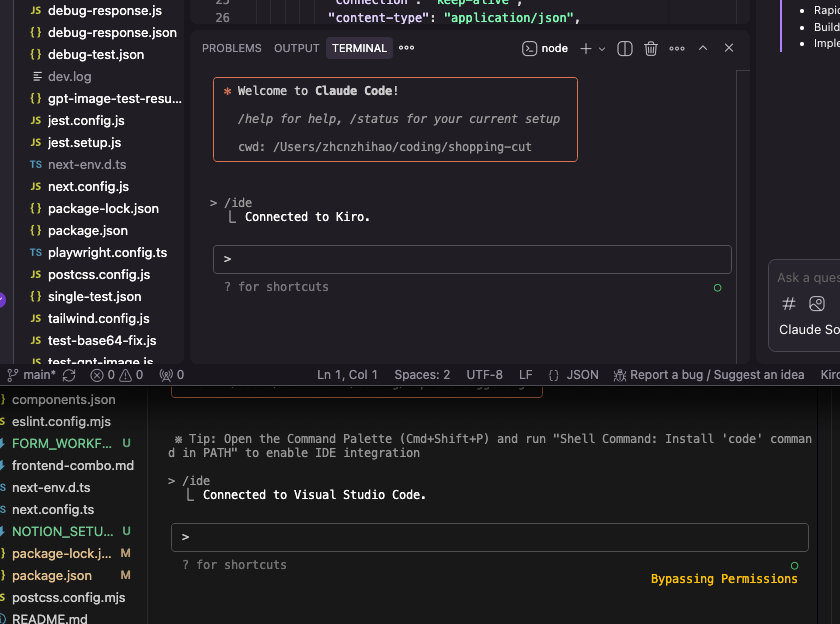 debug-response.js
debug-response.json
debug-test.json
dev.log
gpt-image-test-resu...
jest.config.js
jest.setup.js
next-env.d.ts
next.config.js
package-lock.json
package.json
playwright.config.ts
postcss.config.js
single-test.json
tailwind.config.js
test-base64-fix.js
test-gpt-image.js
25 "connection": "keep-alive",
26 "content-type": "application/json",
PROBLEMS OUTPUT TERMINAL ••• node
* Welcome to Claude Code!
/help for help, /status for your current setup
cwd: /Users/zhcnzhihao/coding/shopping-cut
> /ide
⎿ Connected to Kiro.
>
? for shortcuts
Rapid
Build
Imple
Ask a ques
#
Claude So
main* 0 0 0 Ln 1, Col 1 Spaces: 2 UTF-8 LF {} JSON Report a bug / Suggest an idea Kiro
components.json
eslint.config.mjs
FORM_WORKF... U
frontend-combo.md
next-env.d.ts
next.config.ts
NOTION_SETU... U
package-lock.j... M
package.json M
postcss.config.mjs
README.md
※ Tip: Open the Command Palette (Cmd+Shift+P) and run "Shell Command: Install 'code' comman
d in PATH" to enable IDE integration
> /ide
⎿ Connected to Visual Studio Code.
>
? for shortcuts
Bypassing Permissions